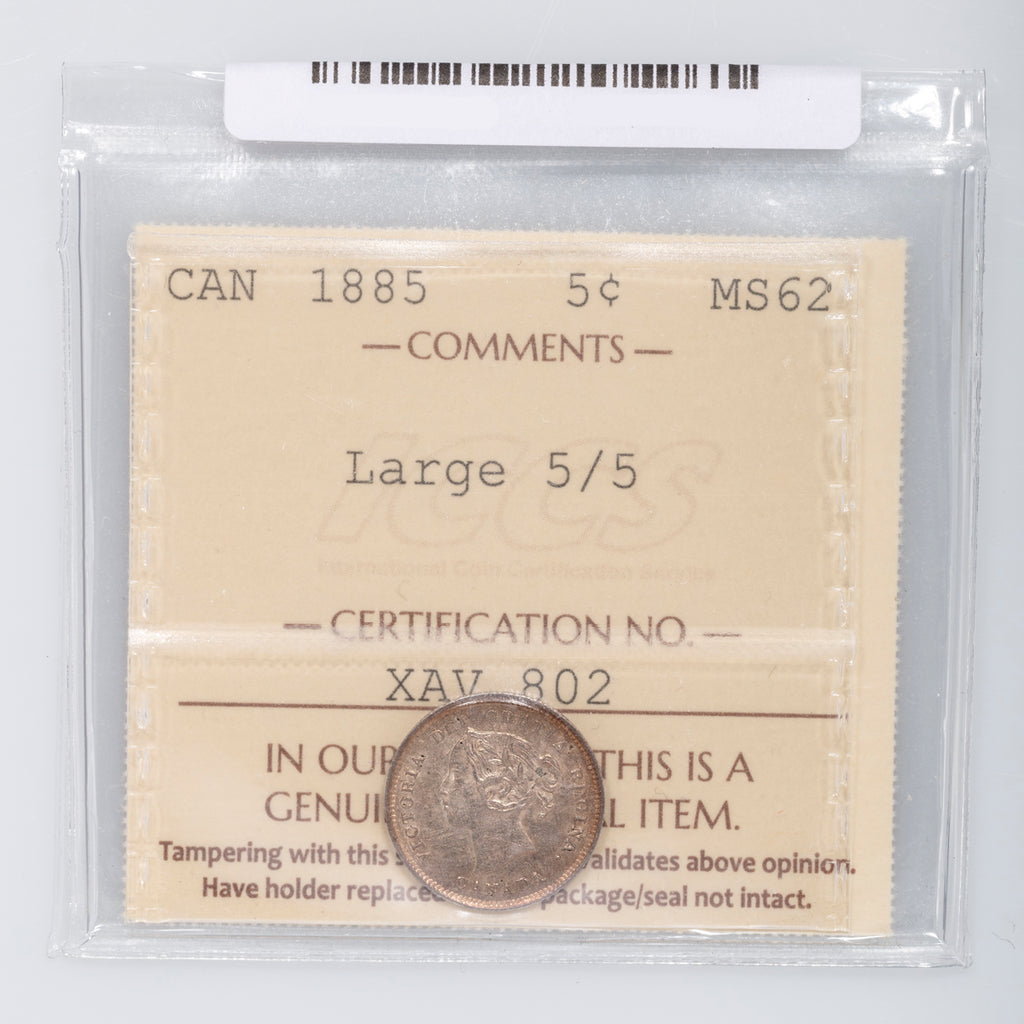 CAN 1885 5¢ MS62
— COMMENTS —
Large 5/5
ICCS
International Coin Certification Service
— CERTIFICATION NO. —
XAV 802
IN OUR THIS IS A
GENUI L ITEM.
Tampering with this s alidates above opinion.
Have holder replace package/seal not intact.
VICTORIA DEI GRATIA REGINA.
CANADA